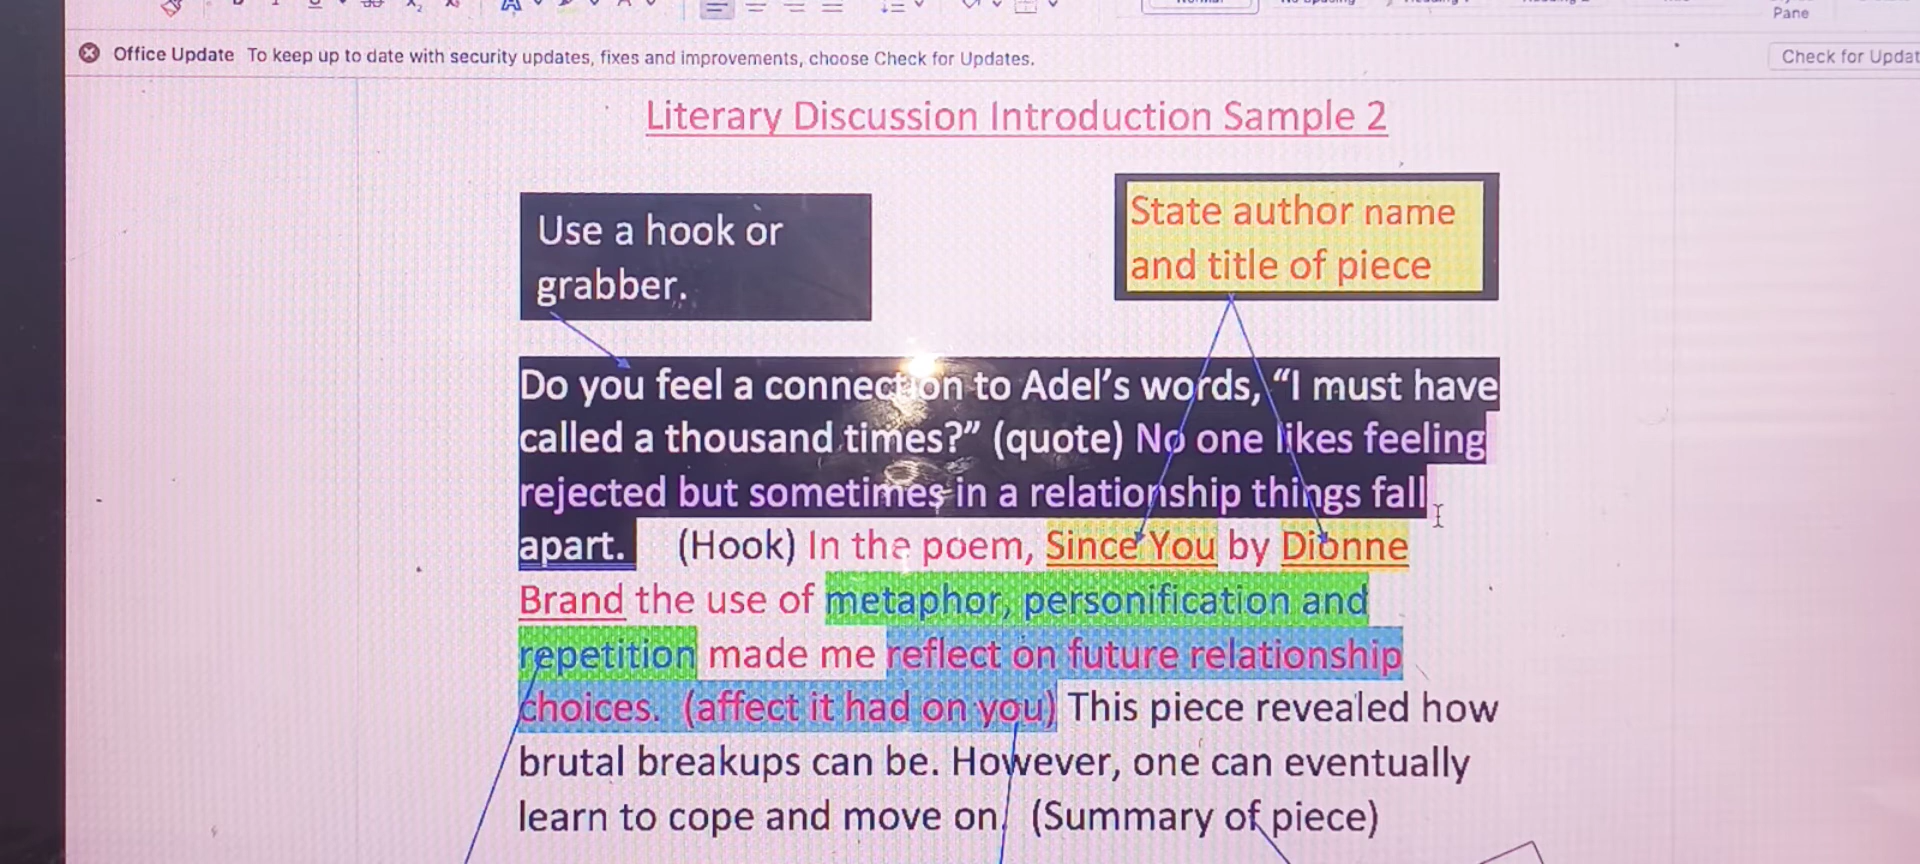 Pane
Office Update To keep up to date with security updates, fixes and improvements, choose Check for Updates.
Check for Updat
Literary Discussion Introduction Sample 2
Use a hook or
grabber.
State author name
and title of piece
Do you feel a connection to Adel's words, “I must have
called a thousand times?” (quote) No one likes feeling
rejected but sometimes in a relationship things fall
apart. (Hook) In the poem, Since You by Dionne
Brand the use of metaphor, personification and
repetition made me reflect on future relationship
choices. (affect it had on you) This piece revealed how
brutal breakups can be. However, one can eventually
learn to cope and move on. (Summary of piece)